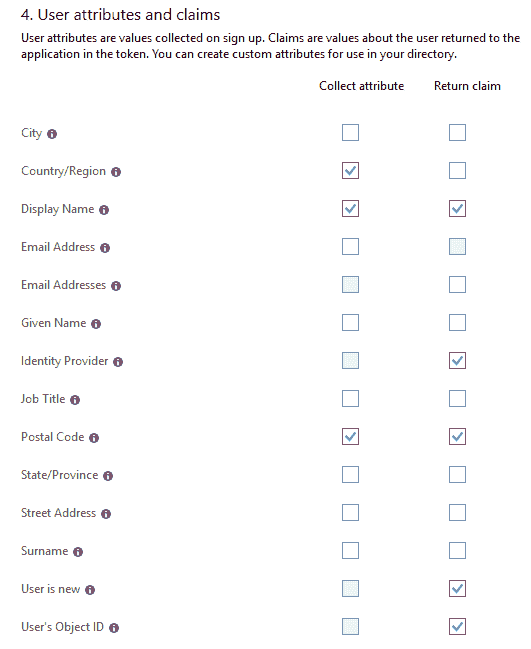 4. User attributes and claims
User attributes are values collected on sign up. Claims are values about the user returned to the
application in the token. You can create custom attributes for use in your directory.
Collect attribute Return claim
City
Country/Region
Display Name
Email Address
Email Addresses
Given Name
Identity Provider
Job Title
Postal Code
State/Province
Street Address
Surname
User is new
User's Object ID